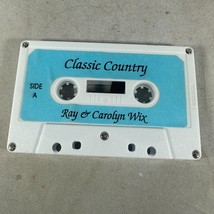 Classic Country
SIDE
A
Ray & Carolyn Wix